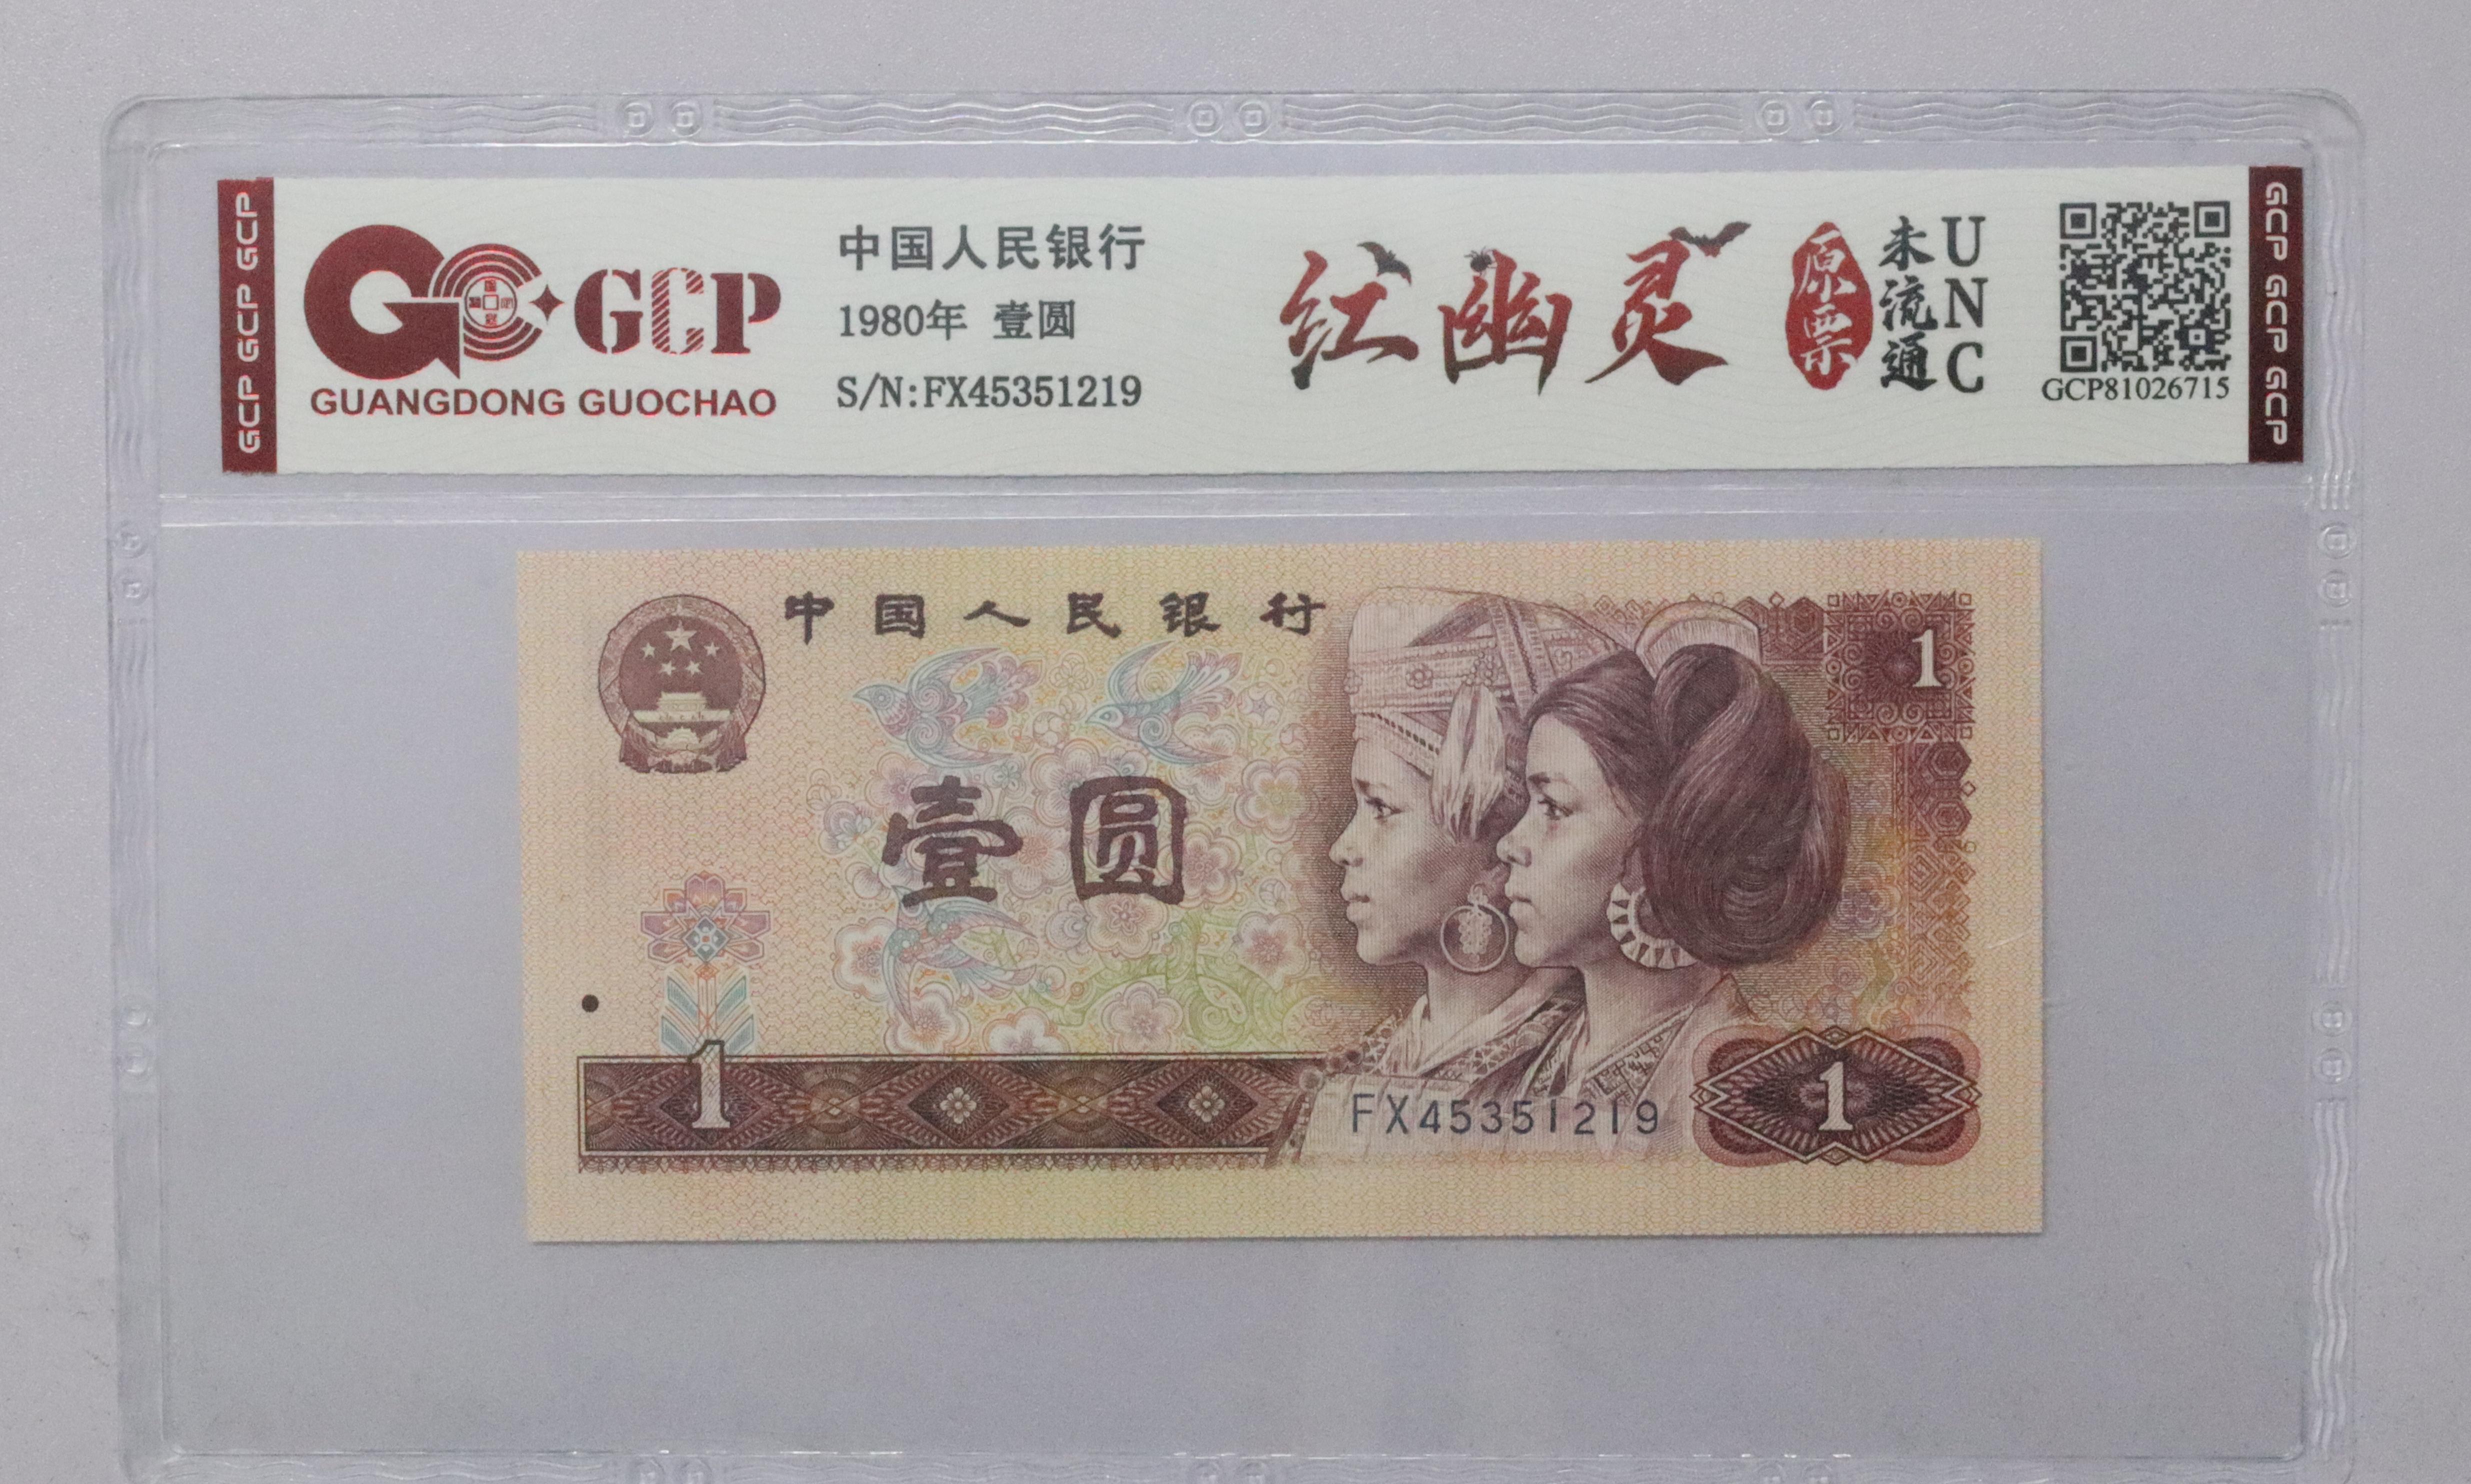 GCP GCP GCP
GCP
GUANGDONG GUOCHAO
中国人民银行
1980年 壹圆
S/N:FX45351219
红幽灵
原票
未流通
UNC
GCP81026715
GCP GCP GCP
中国人民银行
1
壹圆
1
FX45351219
1